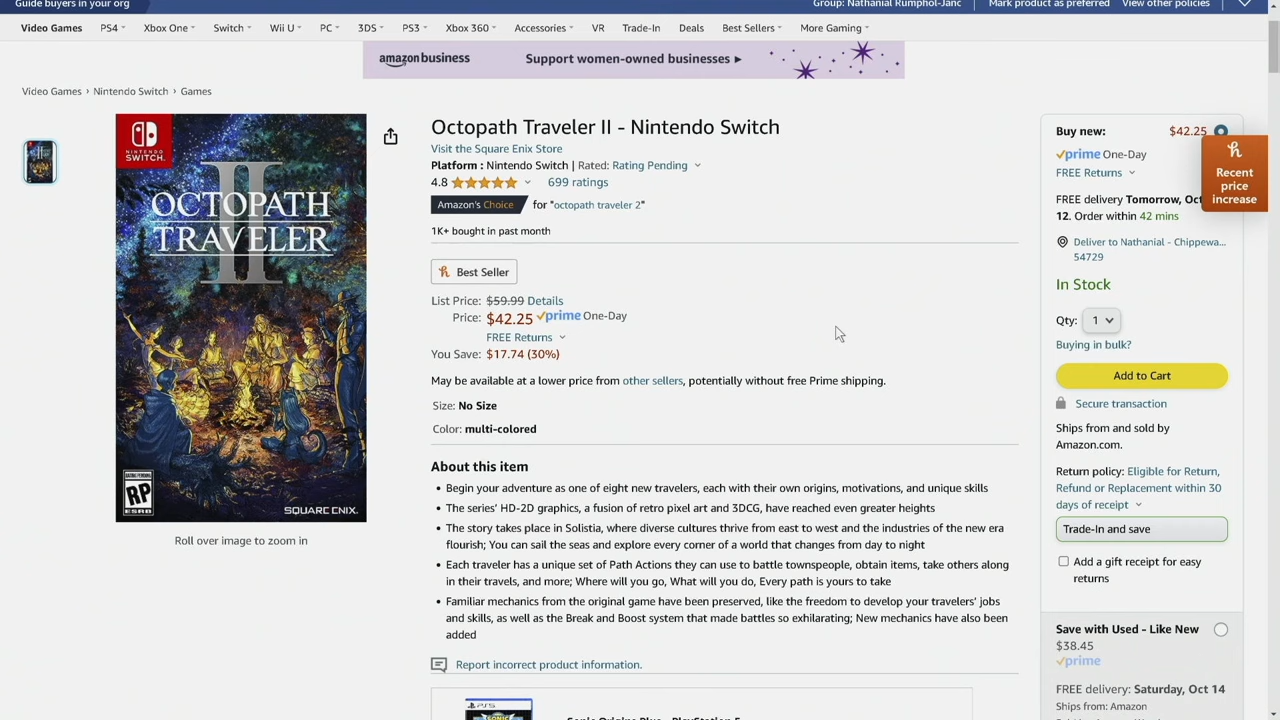 Guide buyers in your org
Group: Nathanial Rumphol-Janc
Mark product as preferred
View other policies
Video Games PS4 Xbox One Switch Wii U PC 3DS PS3 Xbox 360 Accessories VR Trade-In Deals Best Sellers More Gaming
amazon business
Support women-owned businesses ▸
Video Games › Nintendo Switch › Games
NINTENDO
SWITCH.
II
OCTOPATH
TRAVELER
RATING PENDING
RP
ESRB
SQUARE ENIX.
Roll over image to zoom in
Octopath Traveler II - Nintendo Switch
Visit the Square Enix Store
Platform : Nintendo Switch | Rated: Rating Pending
4.8 699 ratings
Amazon's Choice for "octopath traveler 2"
1K+ bought in past month
Best Seller
List Price: $59.99 Details
Price: $42.25 prime One-Day
FREE Returns
You Save: $17.74 (30%)
May be available at a lower price from other sellers, potentially without free Prime shipping.
Size: No Size
Color: multi-colored
About this item
• Begin your adventure as one of eight new travelers, each with their own origins, motivations, and unique skills
• The series' HD-2D graphics, a fusion of retro pixel art and 3DCG, have reached even greater heights
• The story takes place in Solistia, where diverse cultures thrive from east to west and the industries of the new era
flourish; You can sail the seas and explore every corner of a world that changes from day to night
• Each traveler has a unique set of Path Actions they can use to battle townspeople, obtain items, take others along
in their travels, and more; Where will you go, What will you do, Every path is yours to take
• Familiar mechanics from the original game have been preserved, like the freedom to develop your travelers' jobs
and skills, as well as the Break and Boost system that made battles so exhilarating; New mechanics have also been
added
Report incorrect product information.
PS5
Buy new: $42.25
prime One-Day
FREE Returns
FREE delivery Tomorrow, Oct
12. Order within 42 mins
Deliver to Nathanial - Chippewa...
54729
In Stock
Qty: 1
Buying in bulk?
Add to Cart
Secure transaction
Ships from and sold by
Amazon.com.
Return policy: Eligible for Return,
Refund or Replacement within 30
days of receipt
Trade-In and save
Add a gift receipt for easy
returns
Save with Used - Like New
$38.45
prime
FREE delivery: Saturday, Oct 14
Ships from: Amazon
Recent
price
increase